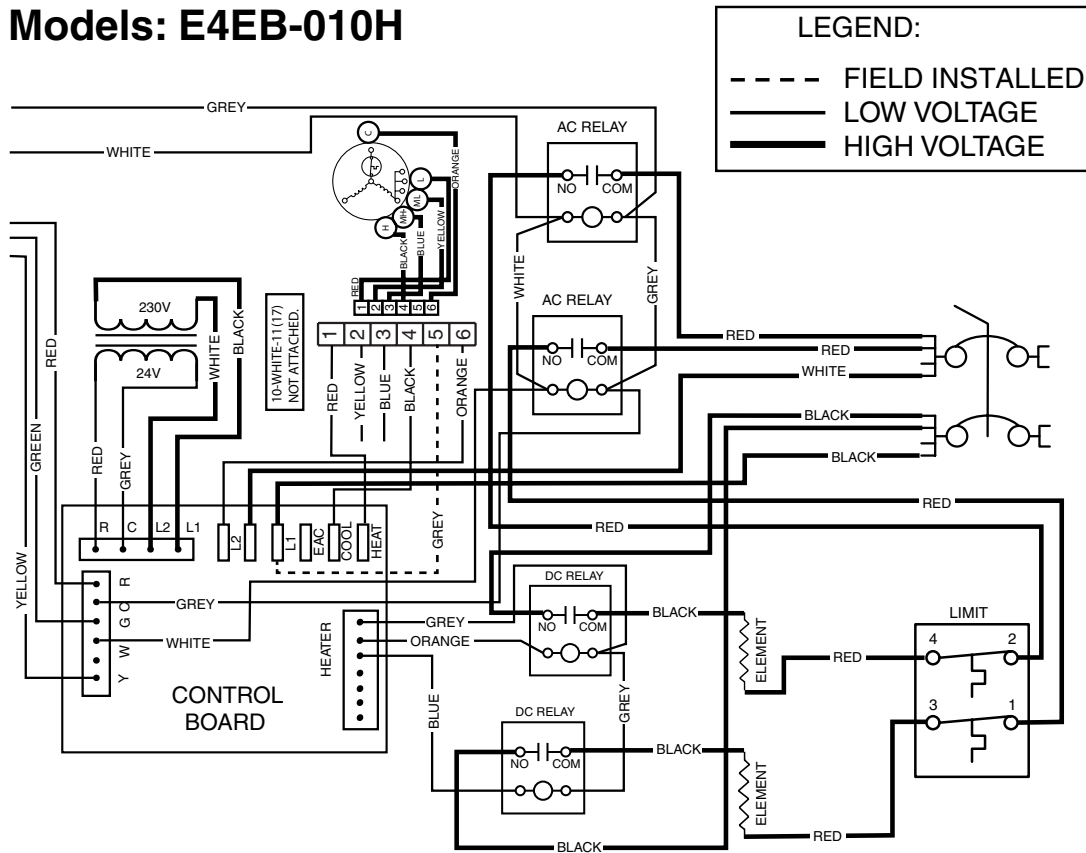 Models: E4EB-010H
LEGEND:
FIELD INSTALLED
LOW VOLTAGE
HIGH VOLTAGE
GREY
WHITE
C
L
ML
MH
H
ORANGE
YELLOW
BLUE
BLACK
RED
1 2 3 4 5 6
1 2 3 4 5 6
10-WHITE-11(17)
NOT ATTACHED.
RED
YELLOW
BLUE
BLACK
ORANGE
GREY
AC RELAY
NO
COM
WHITE
GREY
AC RELAY
NO
COM
230V
24V
WHITE
BLACK
RED
GREEN
YELLOW
RED
GREY
RED
RED
WHITE
BLACK
BLACK
RED
RED
R C L2 L1
L2
L1
EAC
COOL
HEAT
R
C
G
W
Y
GREY
WHITE
CONTROL
BOARD
HEATER
GREY
ORANGE
BLUE
DC RELAY
NO
COM
BLACK
ELEMENT
RED
GREY
DC RELAY
NO
COM
BLACK
ELEMENT
RED
BLACK
LIMIT
4 2
3 1